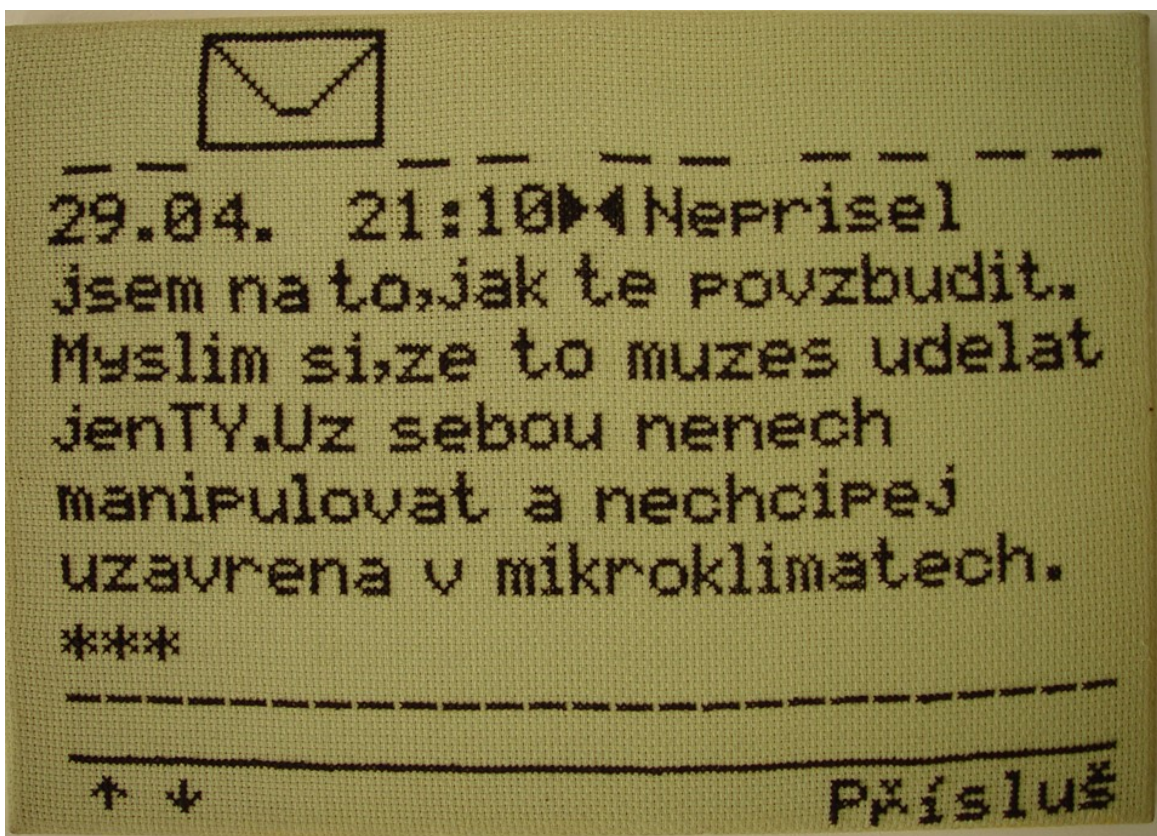 29.04. 21:10 Neprisel
jsem na to,jak te povzbudit.
Myslim si,ze to muzes udelat
jenTY.Uz sebou nenech
manipulovat a nechcipej
uzavrena v mikroklimatech.
***
Přísluš